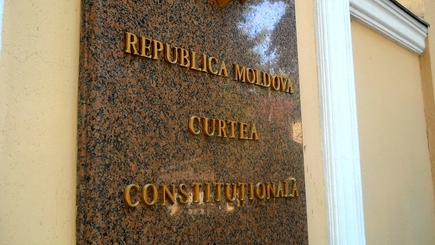 REPUBLICA MOLDOVA
CURTEA
CONSTITUȚIONALĂ